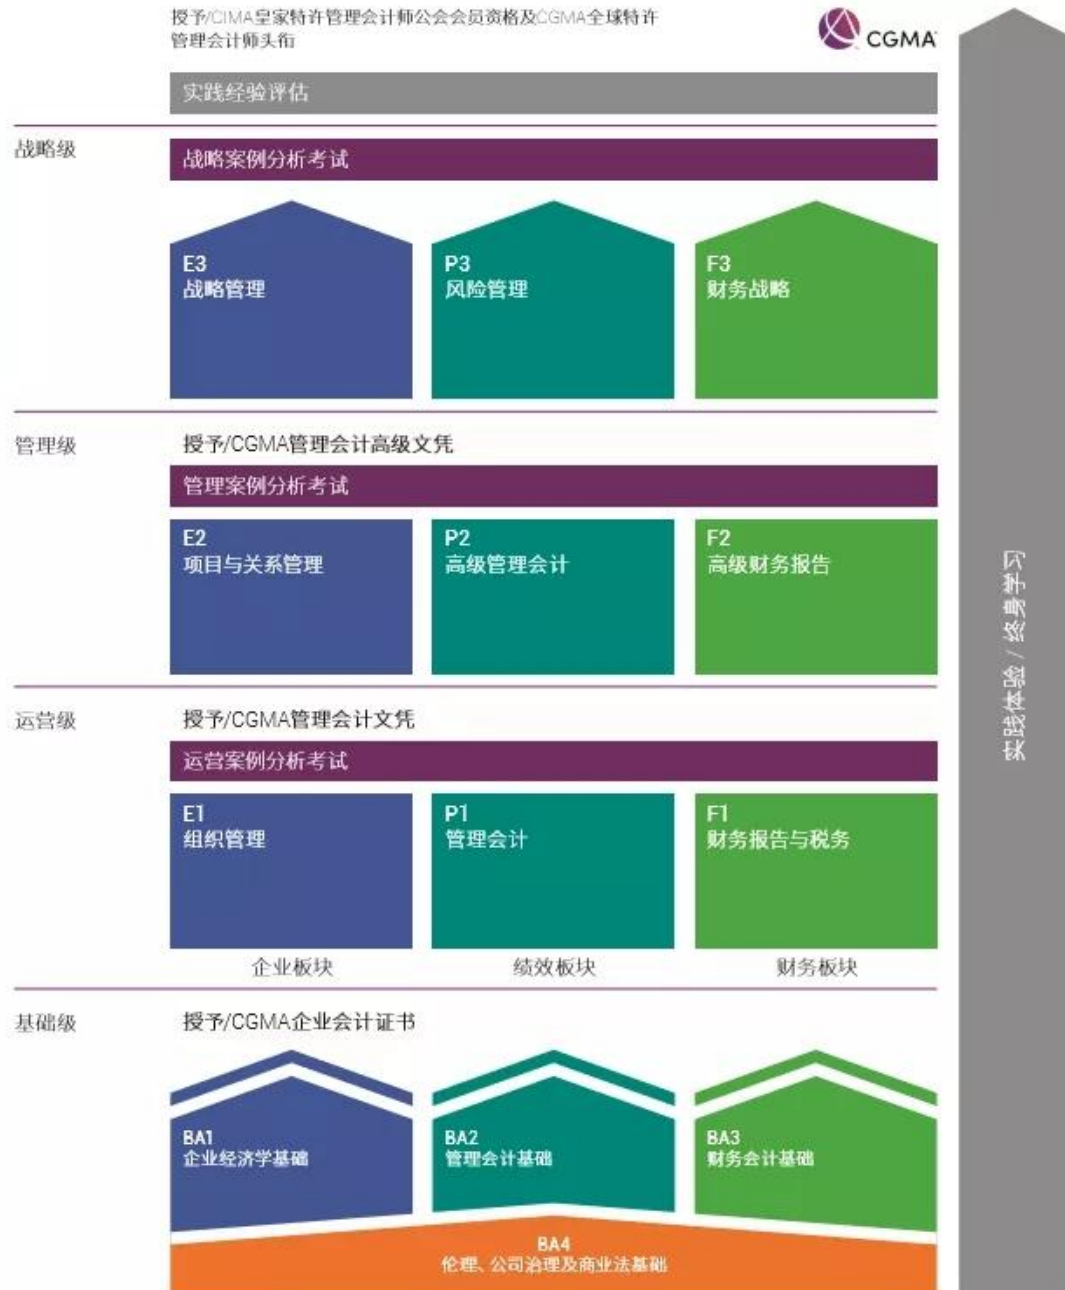 授予/CIMA皇家特许管理会计师公会会员资格及CGMA全球特许
管理会计师头衔
CGMA
实践经验评估
战略级
战略案例分析考试
E3
战略管理
P3
风险管理
F3
财务战略
管理级
授予/CGMA管理会计高级文凭
管理案例分析考试
E2
项目与关系管理
P2
高级管理会计
F2
高级财务报告
运营级
授予/CGMA管理会计文凭
运营案例分析考试
E1
组织管理
P1
管理会计
F1
财务报告与税务
企业板块
绩效板块
财务板块
基础级
授予/CGMA企业会计证书
BA1
企业经济学基础
BA2
管理会计基础
BA3
财务会计基础
BA4
伦理、公司治理及商业法基础
实践体验 / 终身学习